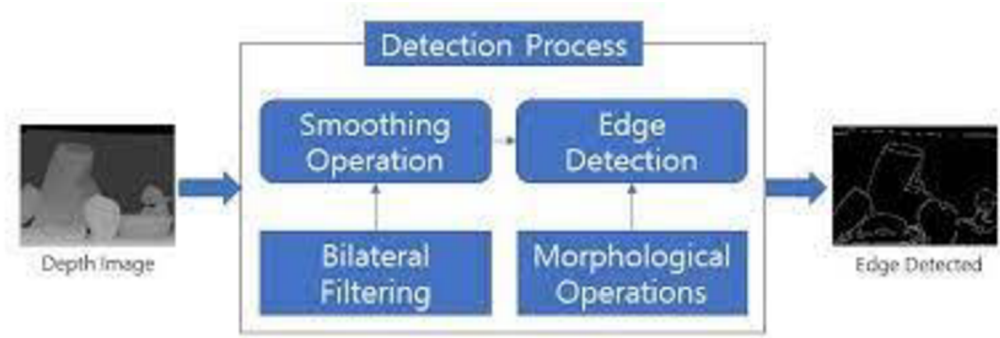 Detection Process
Smoothing
Operation
Edge
Detection
Bilateral
Filtering
Morphological
Operations
Depth Image
Edge Detected